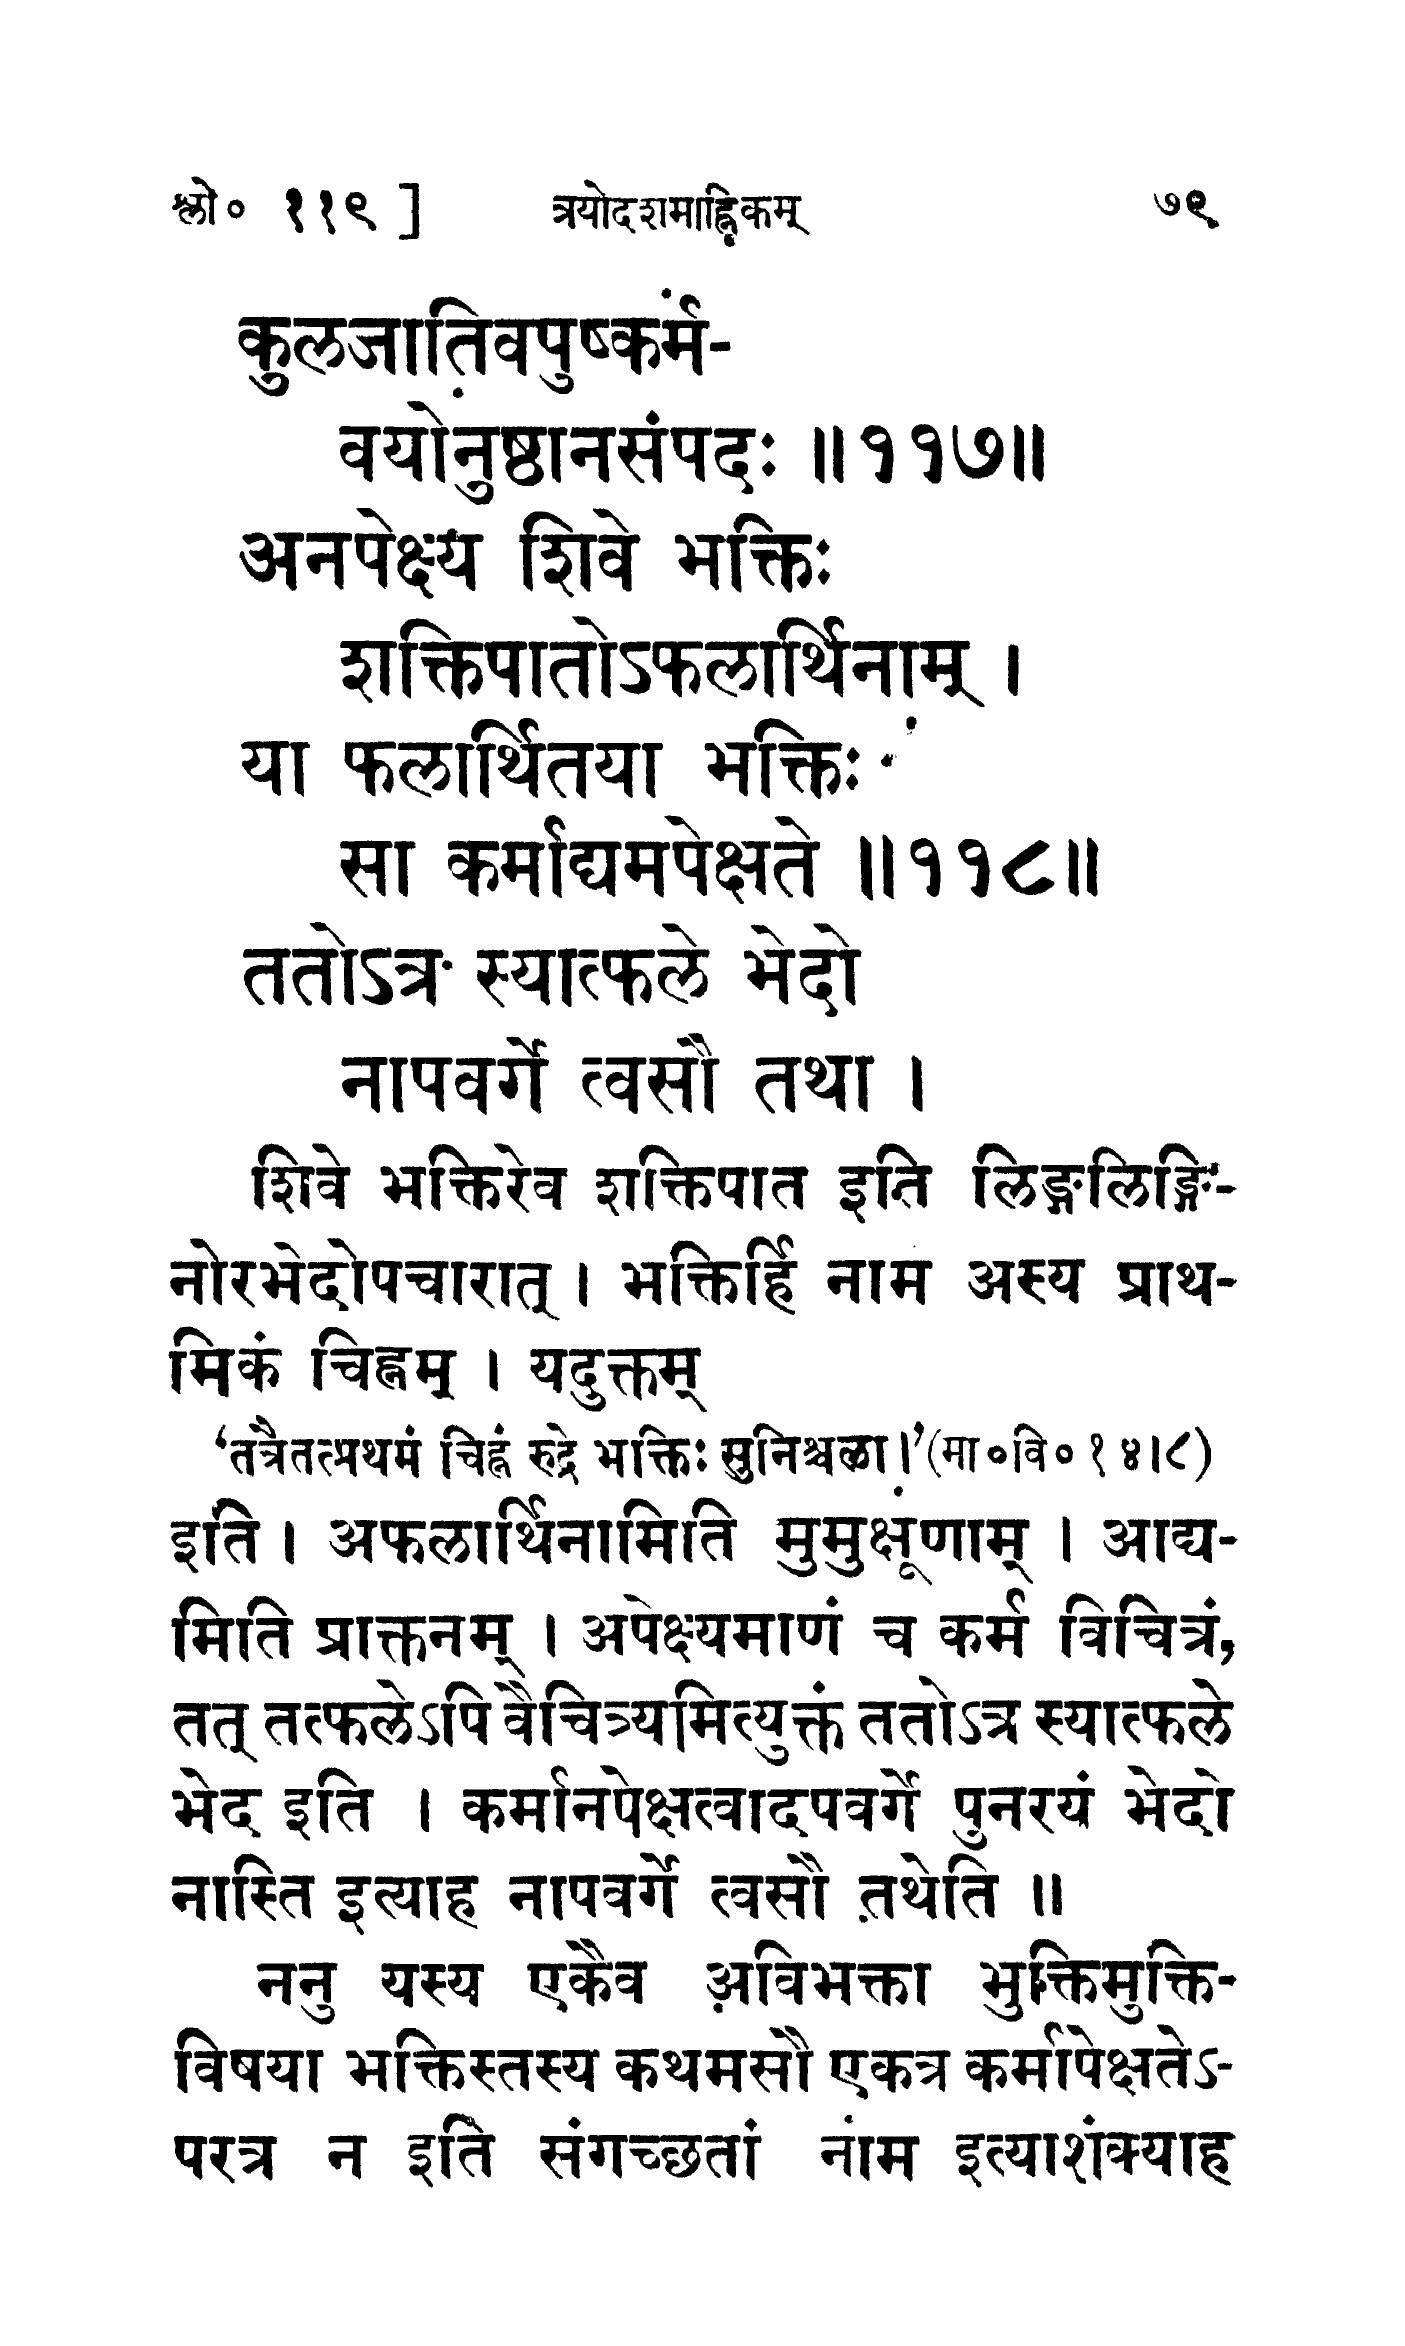 श्लो० ११९ ] त्रयोदशमाह्निकम् ७९
कुलजातिवपुष्कर्म-
वयोनुष्ठानसंपदः ॥११७॥
अनपेक्ष्य शिवे भक्तिः
शक्तिपातोऽफलार्थिनाम् ।
या फलार्थितया भक्तिः
सा कर्माद्यमपेक्षते ॥११८॥
ततोऽत्र स्यात्फले भेदो
नापवर्गे त्वसौ तथा ।
शिवे भक्तिरेव शक्तिपात इति लिङ्गलिङ्गि-
नोरभेदोपचारात् । भक्तिर्हि नाम अस्य प्राथ-
मिकं चिह्नम् । यदुक्तम्
‘तत्रैतत्प्रथमं चिह्नं रुद्रे भक्तिः सुनिश्चळा।’(मा०वि० १४।८)
इति । अफलार्थिनामिति मुमुक्षूणाम् । आद्य-
मिति प्राक्तनम् । अपेक्ष्यमाणं च कर्म विचित्रं,
तत् तत्फलेऽपि वैचित्र्यमित्युक्तं ततोऽत्र स्यात्फले
भेद इति । कर्मानपेक्षत्वादपवर्गे पुनरयं भेदो
नास्ति इत्याह नापवर्गे त्वसौ तथेति ॥
ननु यस्य एकैव अविभक्ता भुक्तिमुक्ति-
विषया भक्तिस्तस्य कथमसौ एकत्र कर्मापेक्षतेऽ-
परत्र न इति संगच्छतां नाम इत्याशंक्याह